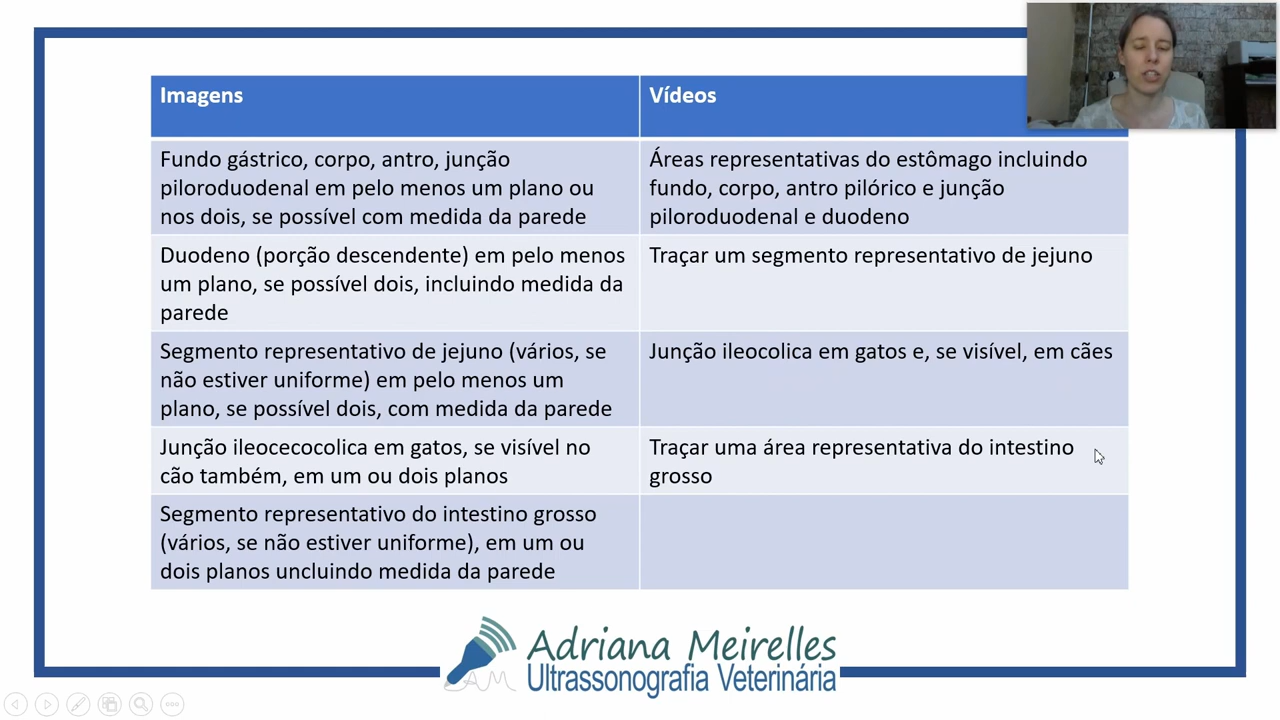 Imagens
Vídeos
Fundo gástrico, corpo, antro, junção
piloroduodenal em pelo menos um plano ou
nos dois, se possível com medida da parede
Áreas representativas do estômago incluindo
fundo, corpo, antro pilórico e junção
piloroduodenal e duodeno
Duodeno (porção descendente) em pelo menos
um plano, se possível dois, incluindo medida da
parede
Traçar um segmento representativo de jejuno
Segmento representativo de jejuno (vários, se
não estiver uniforme) em pelo menos um
plano, se possível dois, com medida da parede
Junção ileocolica em gatos e, se visível, em cães
Junção ileocecocolica em gatos, se visível no
cão também, em um ou dois planos
Traçar uma área representativa do intestino
grosso
Segmento representativo do intestino grosso
(vários, se não estiver uniforme), em um ou
dois planos uncluindo medida da parede
Adriana Meirelles
AM
Ultrassonografia Veterinária